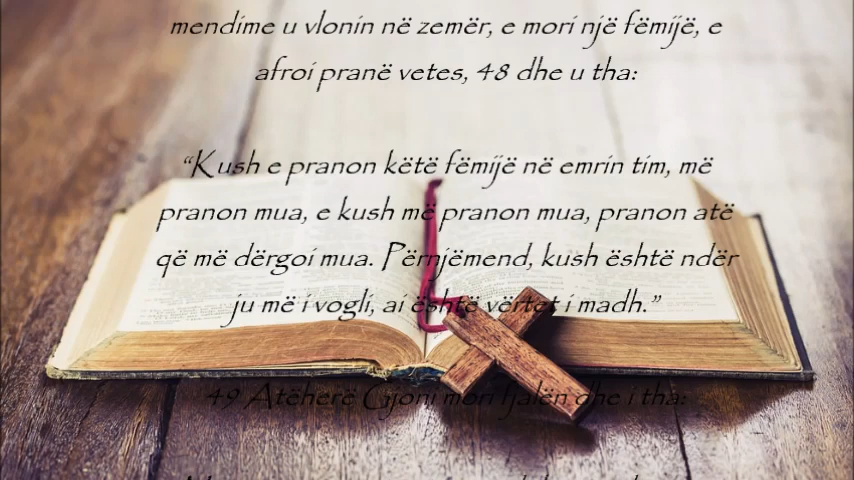 mendime u vlonin në zemër, e mori një fëmijë, e
afroi pranë vetes, 48 dhe u tha:
“Kush e pranon këtë fëmijë në emrin tim, më
pranon mua, e kush më pranon mua, pranon atë
që më dërgoi mua. Përnjëmend, kush është ndër
ju më i vogli, ai është vërtet i madh.”
49 Atëherë Gjoni mori fjalën dhe i tha: